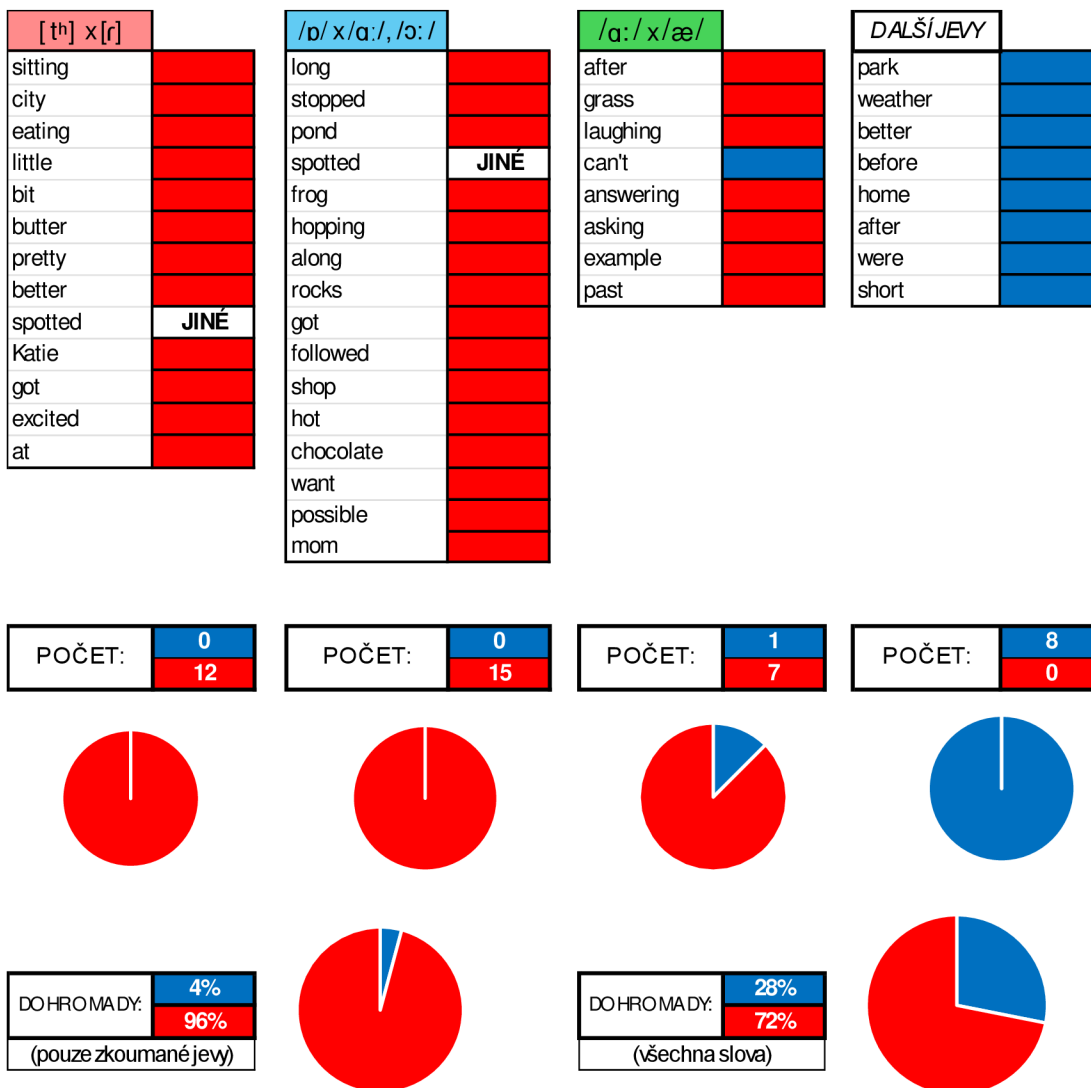 [tʰ] x [ɾ]
sitting
city
eating
little
bit
butter
pretty
better
spotted JINÉ
Katie
got
excited
at
/ɒ/ x /ɑː/, /ɔː/
long
stopped
pond
spotted JINÉ
frog
hopping
along
rocks
got
followed
shop
hot
chocolate
want
possible
mom
/ɑː/ x /æ/
after
grass
laughing
can't
answering
asking
example
past
DALŠÍ JEVY
park
weather
better
before
home
after
were
short
POČET: 0
12
POČET: 0
15
POČET: 1
7
POČET: 8
0
DOHROMADY: 4%
96%
(pouze zkoumané jevy)
DOHROMADY: 28%
72%
(všechna slova)